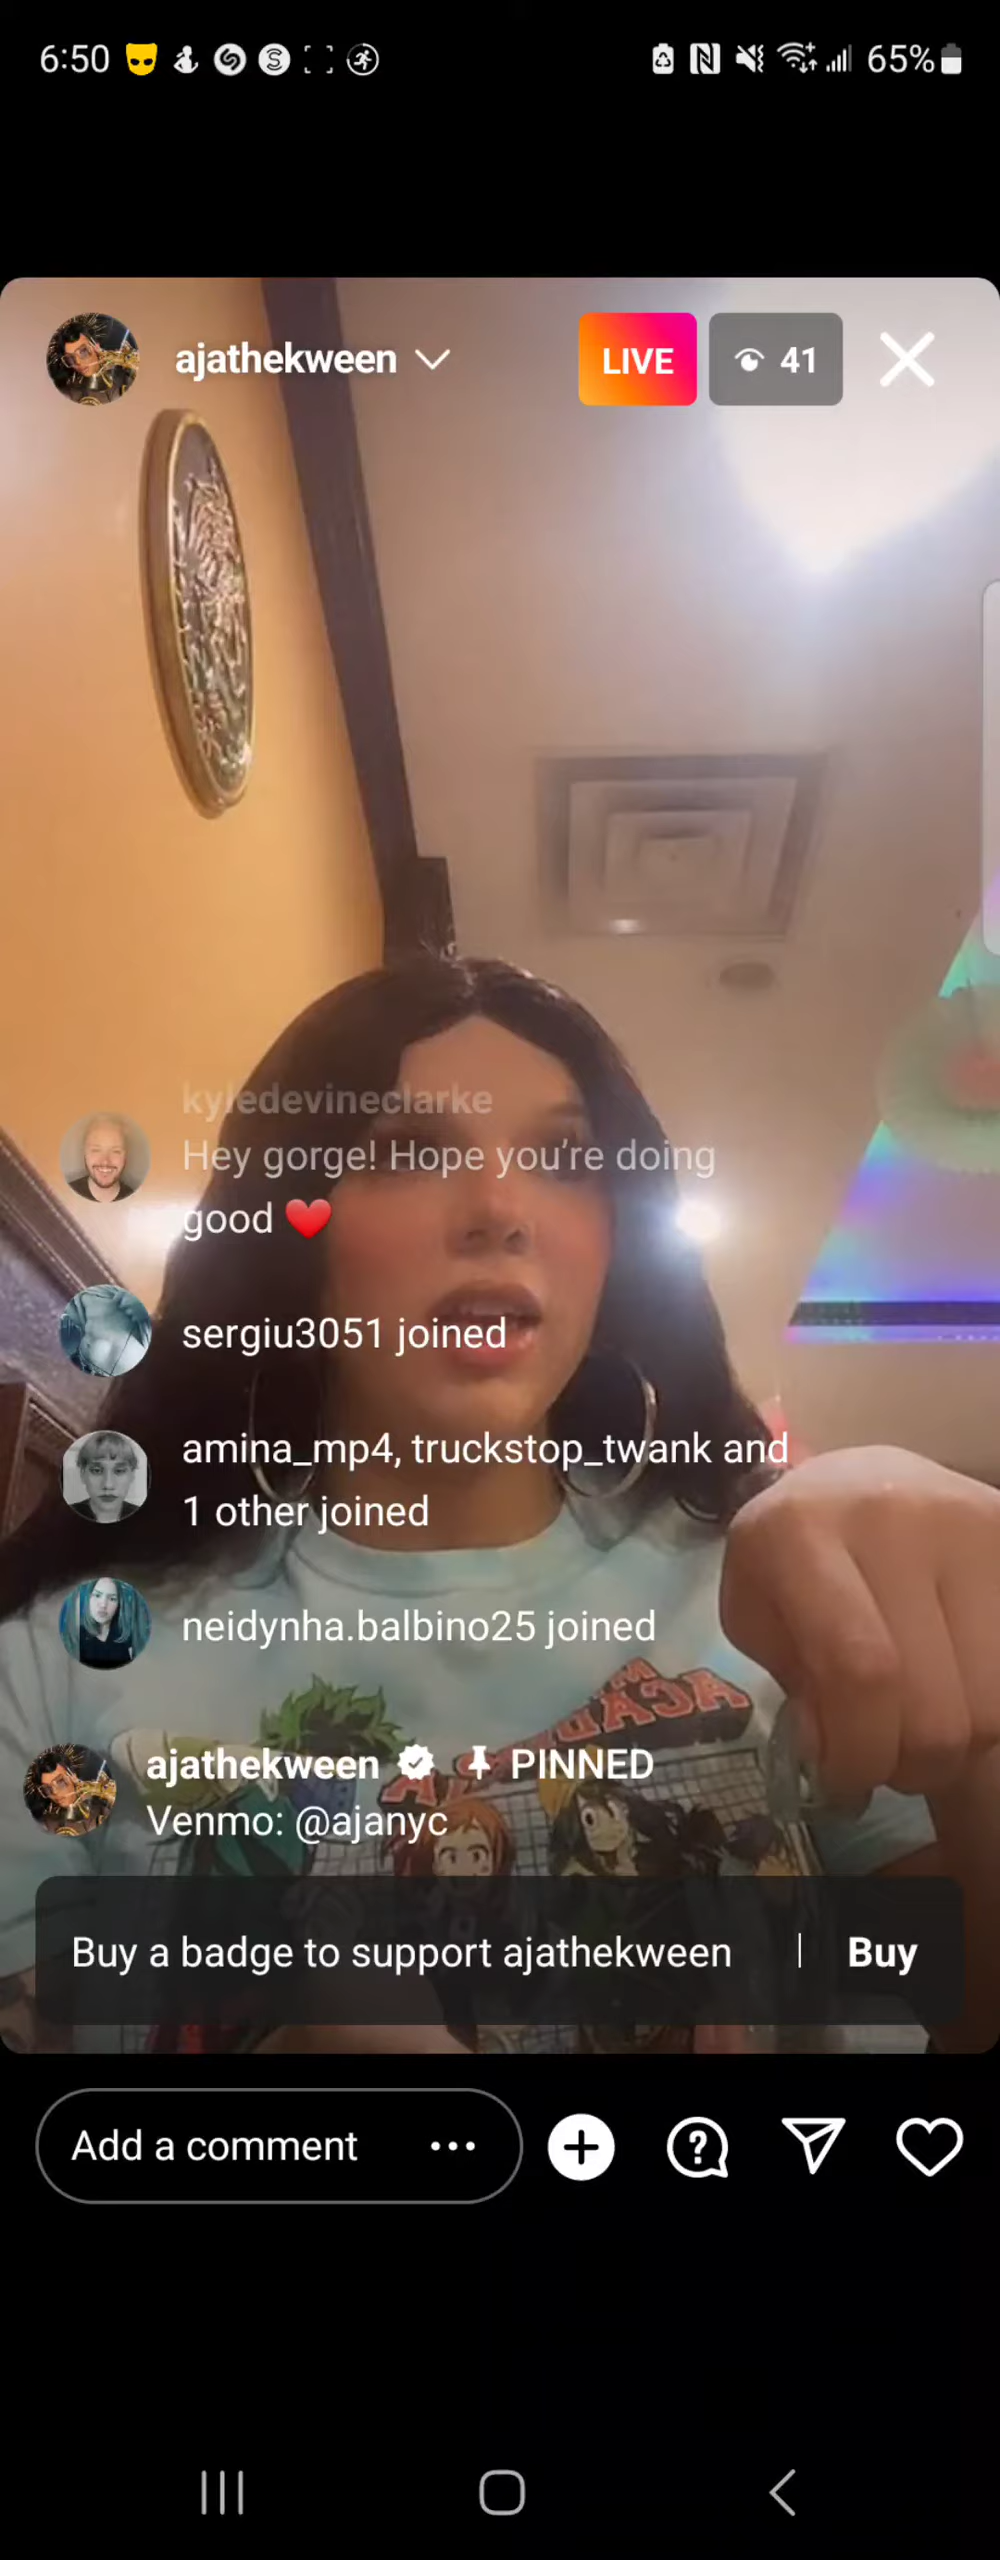 6:50
65%
ajathekween
LIVE
41
kyledevineclarke
Hey gorge! Hope you're doing
good ❤️
sergiu3051 joined
amina_mp4, truckstop_twank and
1 other joined
neidynha.balbino25 joined
ajathekween PINNED
Venmo: @ajanyc
Buy a badge to support ajathekween | Buy
Add a comment